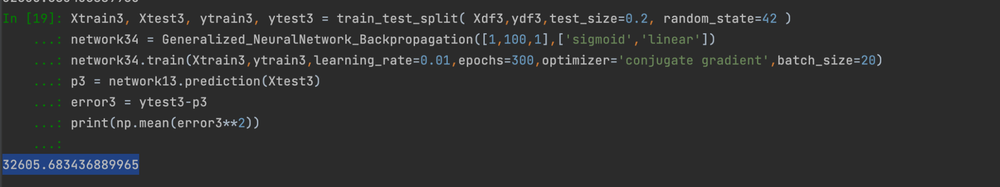 In [19]: Xtrain3, Xtest3, ytrain3, ytest3 = train_test_split( Xdf3,ydf3,test_size=0.2, random_state=42 )
...: network34 = Generalized_NeuralNetwork_Backpropagation([1,100,1],['sigmoid','linear'])
...: network34.train(Xtrain3,ytrain3,learning_rate=0.01,epochs=300,optimizer='conjugate gradient',batch_size=20)
...: p3 = network13.prediction(Xtest3)
...: error3 = ytest3-p3
...: print(np.mean(error3**2))
...:
32605.683436889965